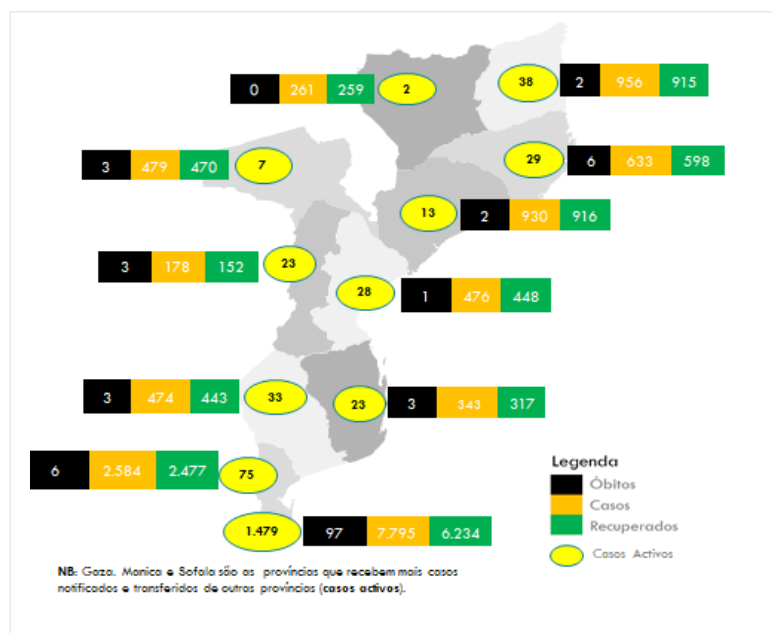 0 261 259 2
38 2 956 915
3 479 470 7
29 6 633 598
13 2 930 916
3 178 152 23
28 1 476 448
3 474 443 33
23 3 343 317
6 2.584 2.477 75
1.479 97 7.795 6.234
Legenda
Óbitos
Casos
Recuperados
Casos Activos
NB: Gaza. Manica e Sofala são as províncias que recebem mais casos
notificados e transferidos de outras províncias (casos activos).